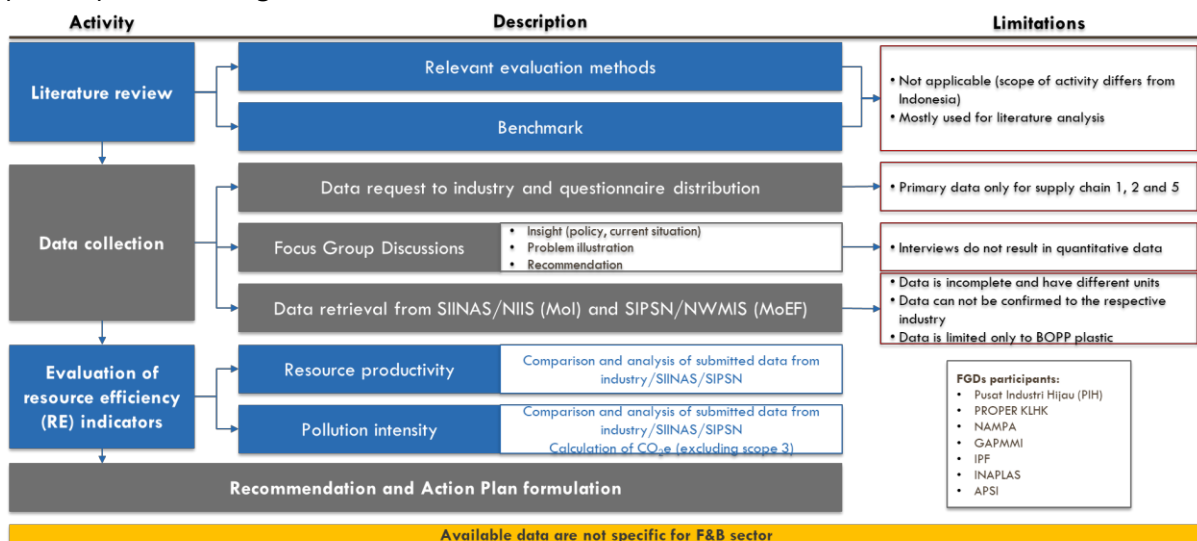 Activity
Description
Limitations
Literature review
Relevant evaluation methods
Benchmark
• Not applicable (scope of activity differs from
Indonesia)
• Mostly used for literature analysis
Data collection
Data request to industry and questionnaire distribution
• Primary data only for supply chain 1, 2 and 5
Focus Group Discussions
• Insight (policy, current situation)
• Problem illustration
• Recommendation
• Interviews do not result in quantitative data
Data retrieval from SIINAS/NIIS (MoI) and SIPSN/NWMIS (MoEF)
• Data is incomplete and have different units
• Data can not be confirmed to the respective
industry
• Data is limited only to BOPP plastic
Evaluation of
resource efficiency
(RE) indicators
Resource productivity
Comparison and analysis of submitted data from
industry/SIINAS/SIPSN
Pollution intensity
Comparison and analysis of submitted data from
industry/SIINAS/SIPSN
Calculation of CO₂e (excluding scope 3)
FGDs participants:
• Pusat Industri Hijau (PIH)
• PROPER KLHK
• NAMPA
• GAPMMI
• IPF
• INAPLAS
• APSI
Recommendation and Action Plan formulation
Available data are not specific for F&B sector